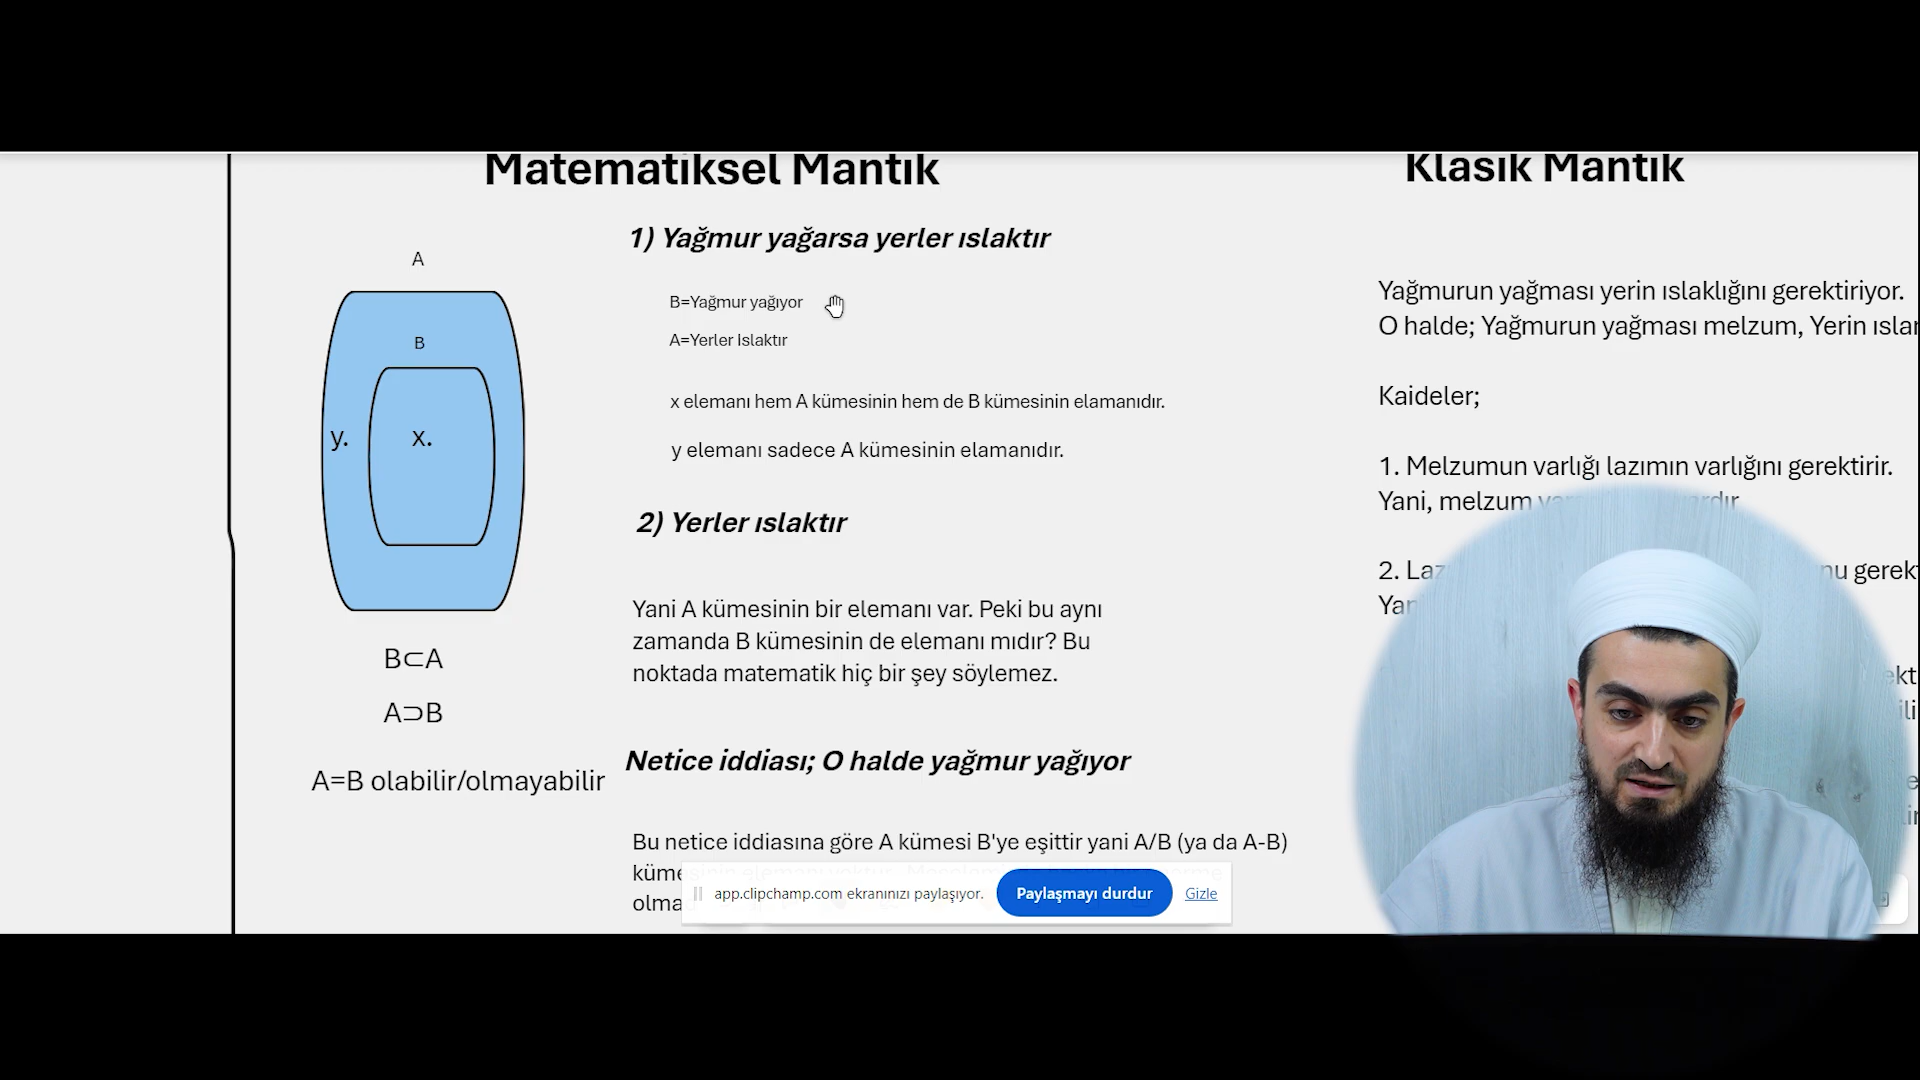 Matematiksel Mantık
Klasik Mantık
A
B
y.
x.
B⊂A
A⊃B
A=B olabilir/olmayabilir
1) Yağmur yağarsa yerler ıslaktır
B=Yağmur yağıyor
A=Yerler Islaktır
x elemanı hem A kümesinin hem de B kümesinin elamanıdır.
y elemanı sadece A kümesinin elamanıdır.
2) Yerler ıslaktır
Yani A kümesinin bir elemanı var. Peki bu aynı
zamanda B kümesinin de elemanı mıdır? Bu
noktada matematik hiç bir şey söylemez.
Netice iddiası; O halde yağmur yağıyor
Bu netice iddiasına göre A kümesi B'ye eşittir yani A/B (ya da A-B)
app.clipchamp.com ekranınızı paylaşıyor.
Paylaşmayı durdur
Gizle
Yağmurun yağması yerin ıslaklığını gerektiriyor.
O halde; Yağmurun yağması melzum, Yerin
Kaideler;
1. Melzumun varlığı lazımın varlığını gerektirir.
Yani, melzum
2.